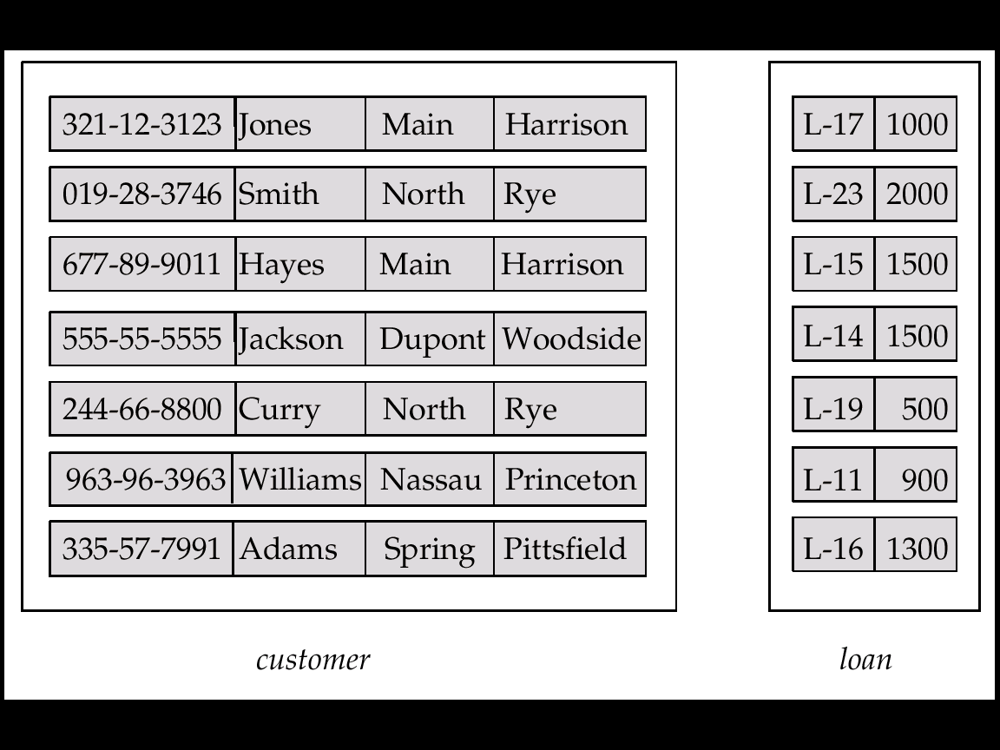 321-12-3123 Jones Main Harrison L-17 1000
019-28-3746 Smith North Rye L-23 2000
677-89-9011 Hayes Main Harrison L-15 1500
555-55-5555 Jackson Dupont Woodside L-14 1500
244-66-8800 Curry North Rye L-19 500
963-96-3963 Williams Nassau Princeton L-11 900
335-57-7991 Adams Spring Pittsfield L-16 1300
customer loan